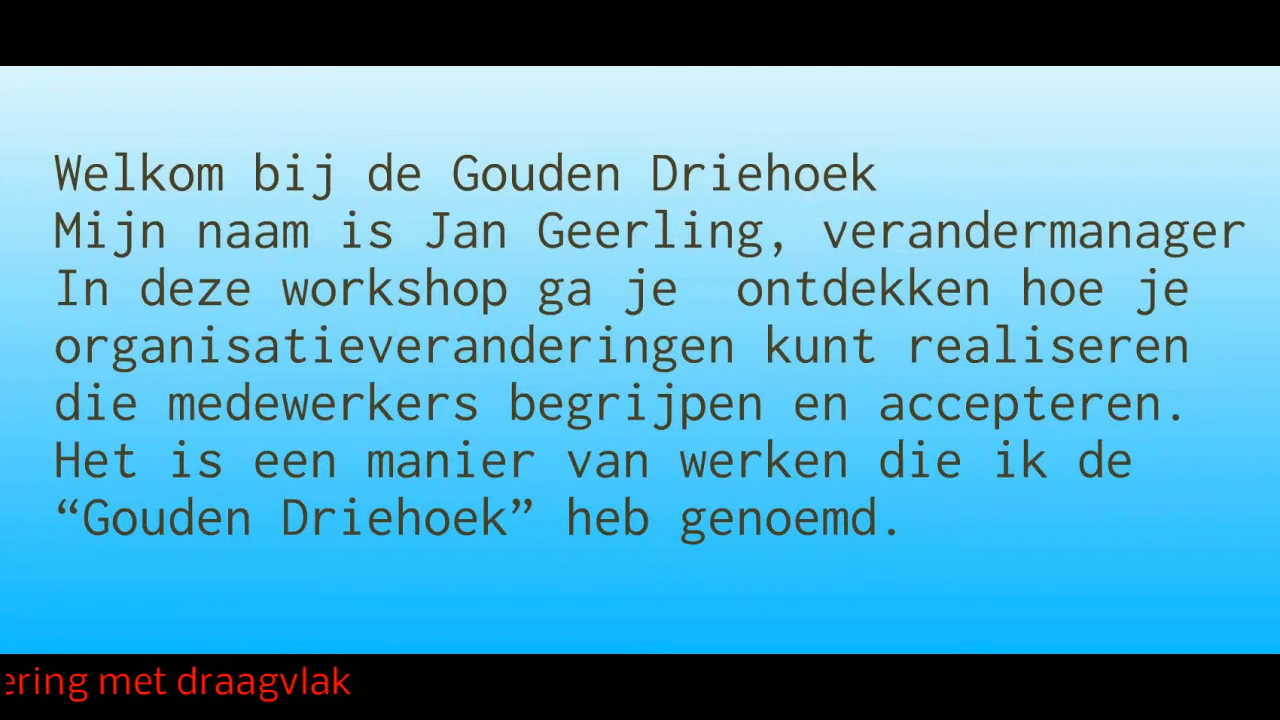 Welkom bij de Gouden Driehoek
Mijn naam is Jan Geerling, verandermanager
In deze workshop ga je  ontdekken hoe je
organisatieveranderingen kunt realiseren
die medewerkers begrijpen en accepteren.
Het is een manier van werken die ik de
“Gouden Driehoek” heb genoemd.
met draagvlak